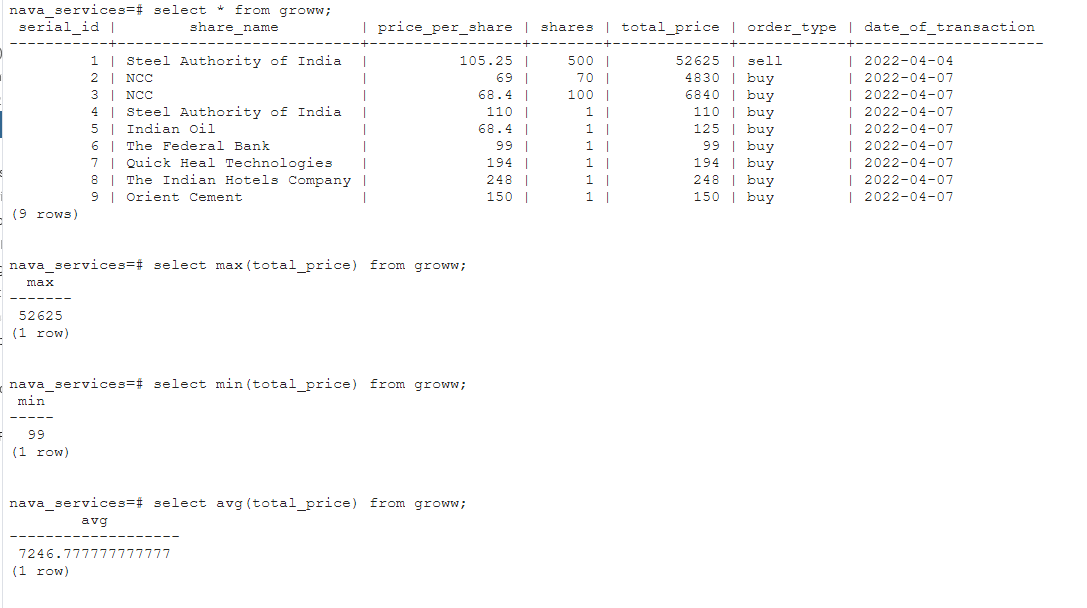 nava_services=# select * from groww;
 serial_id |        share_name         | price_per_share | shares | total_price | order_type | date_of_transaction
-----------+---------------------------+-----------------+--------+-------------+------------+---------------------
         1 | Steel Authority of India  |          105.25 |    500 |       52625 | sell       | 2022-04-04
         2 | NCC                       |              69 |     70 |        4830 | buy        | 2022-04-07
         3 | NCC                       |            68.4 |    100 |        6840 | buy        | 2022-04-07
         4 | Steel Authority of India  |             110 |      1 |         110 | buy        | 2022-04-07
         5 | Indian Oil                |            68.4 |      1 |         125 | buy        | 2022-04-07
         6 | The Federal Bank          |              99 |      1 |          99 | buy        | 2022-04-07
         7 | Quick Heal Technologies   |             194 |      1 |         194 | buy        | 2022-04-07
         8 | The Indian Hotels Company |             248 |      1 |         248 | buy        | 2022-04-07
         9 | Orient Cement             |             150 |      1 |         150 | buy        | 2022-04-07
(9 rows)
nava_services=# select max(total_price) from groww;
  max
-------
 52625
(1 row)
nava_services=# select min(total_price) from groww;
 min
-----
  99
(1 row)
nava_services=# select avg(total_price) from groww;
        avg
-------------------
 7246.777777777777
(1 row)